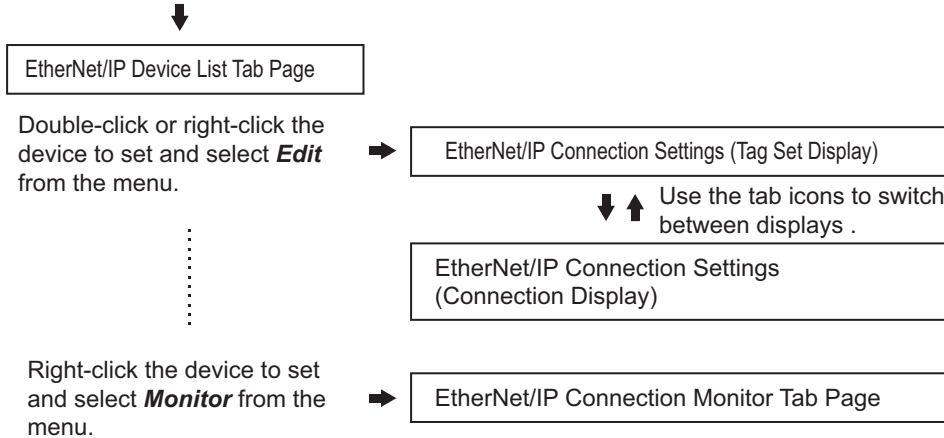 EtherNet/IP Device List Tab Page
Double-click or right-click the
device to set and select Edit
from the menu.
EtherNet/IP Connection Settings (Tag Set Display)
Use the tab icons to switch
between displays .
EtherNet/IP Connection Settings
(Connection Display)
Right-click the device to set
and select Monitor from the
menu.
EtherNet/IP Connection Monitor Tab Page